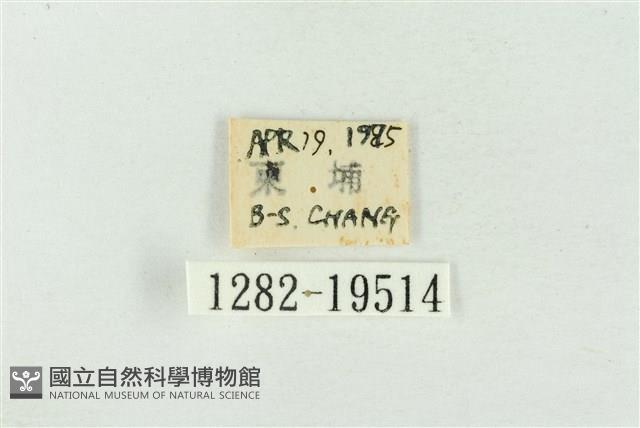 APR 19, 1985
東 埔
B-S. CHANG
1282-19514
國立自然科學博物館
NATIONAL MUSEUM OF NATURAL SCIENCE